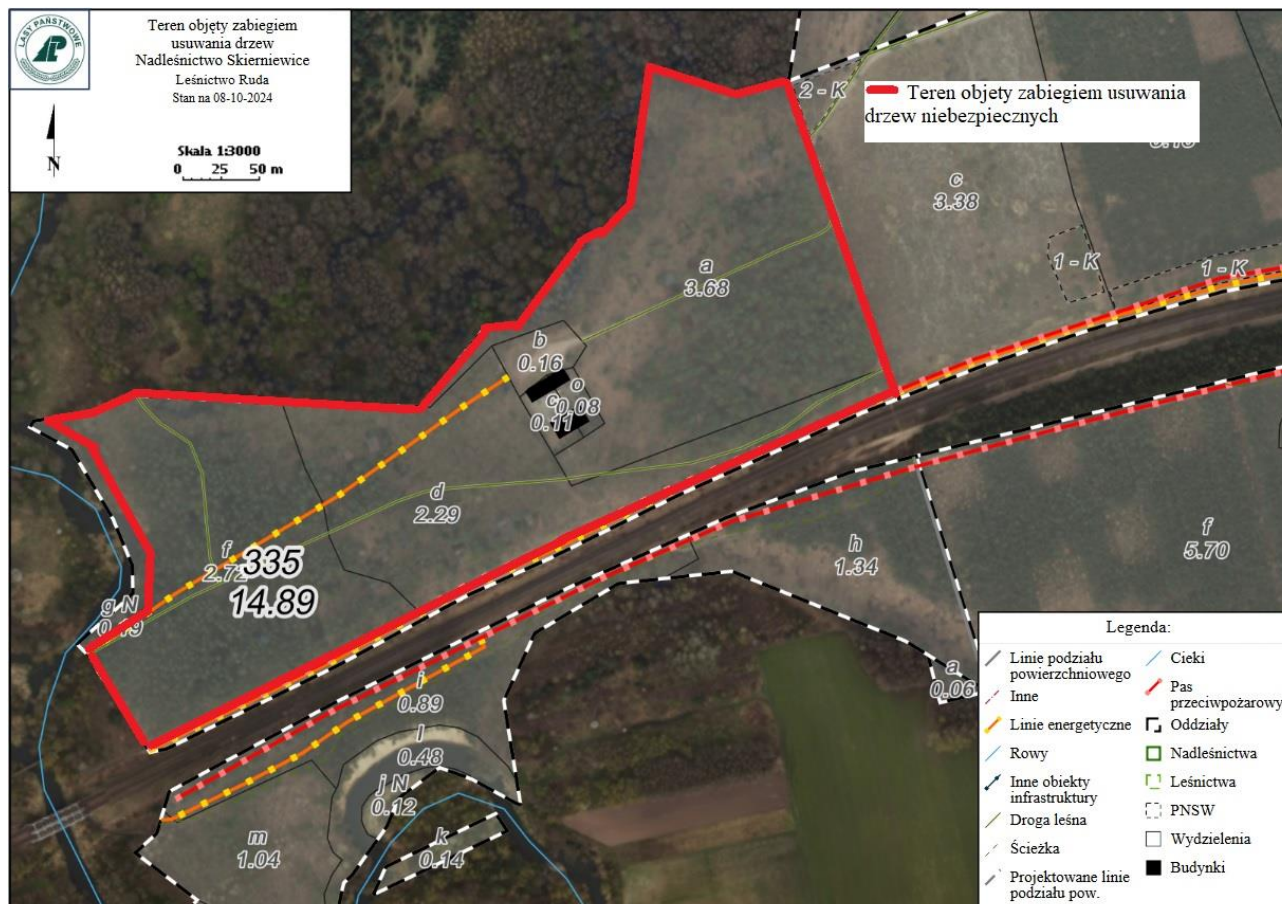 LASY PAŃSTWOWE
Teren objęty zabiegiem
usuwania drzew
Nadleśnictwo Skierniewice
Leśnictwo Ruda
Stan na 08-10-2024
N
Skala 1:3000
0 25 50 m
Teren objety zabiegiem usuwania
drzew niebezpiecznych
2 - K
c
3.38
1 - K
1 - K
a
3.68
b
0.16
o
0.08
c
0.11
d
2.29
f
2.72
335
14.89
g N
0.19
h
1.34
f
5.70
a
0.06
i
0.89
l
0.48
j N
0.12
k
0.14
m
1.04
Legenda:
Linie podziału
powierzchniowego
Inne
Linie energetyczne
Rowy
Inne obiekty
infrastruktury
Droga leśna
Ścieżka
Projektowane linie
podziału pow.
Cieki
Pas
przeciwpożarowy
Oddziały
Nadleśnictwa
Leśnictwa
PNSW
Wydzielenia
Budynki